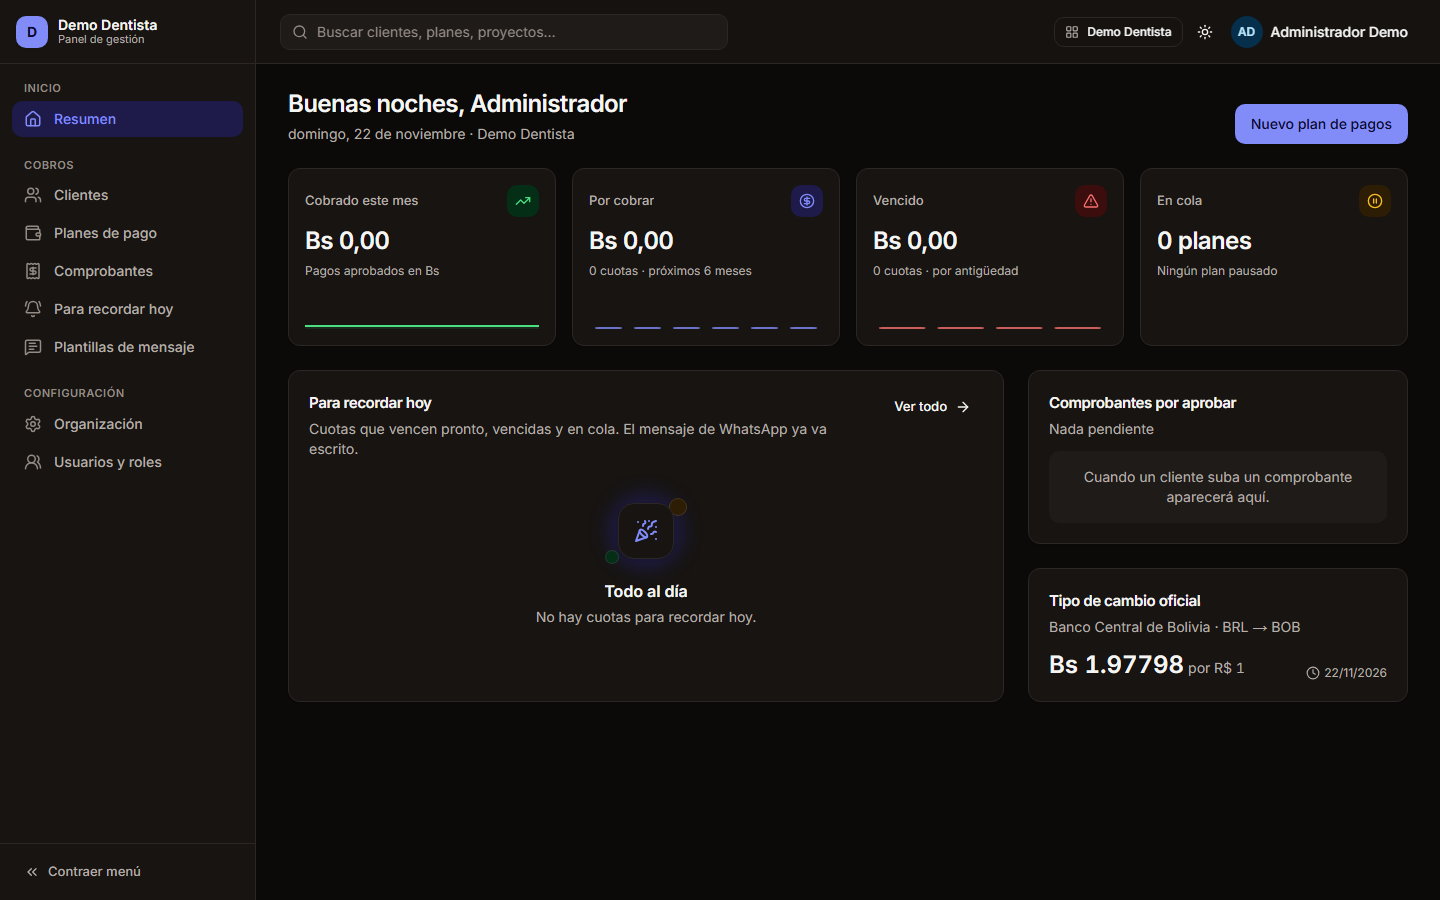 D
Demo Dentista
Panel de gestión
Buscar clientes, planes, proyectos...
Demo Dentista
AD
Administrador Demo
INICIO
Resumen
COBROS
Clientes
Planes de pago
Comprobantes
Para recordar hoy
Plantillas de mensaje
CONFIGURACIÓN
Organización
Usuarios y roles
Contraer menú
Buenas noches, Administrador
domingo, 22 de noviembre · Demo Dentista
Nuevo plan de pagos
Cobrado este mes
Bs 0,00
Pagos aprobados en Bs
Por cobrar
Bs 0,00
0 cuotas · próximos 6 meses
Vencido
Bs 0,00
0 cuotas · por antigüedad
En cola
0 planes
Ningún plan pausado
Para recordar hoy
Ver todo
Cuotas que vencen pronto, vencidas y en cola. El mensaje de WhatsApp ya va
escrito.
Todo al día
No hay cuotas para recordar hoy.
Comprobantes por aprobar
Nada pendiente
Cuando un cliente suba un comprobante
aparecerá aquí.
Tipo de cambio oficial
Banco Central de Bolivia · BRL → BOB
Bs 1.97798 por R$ 1
22/11/2026